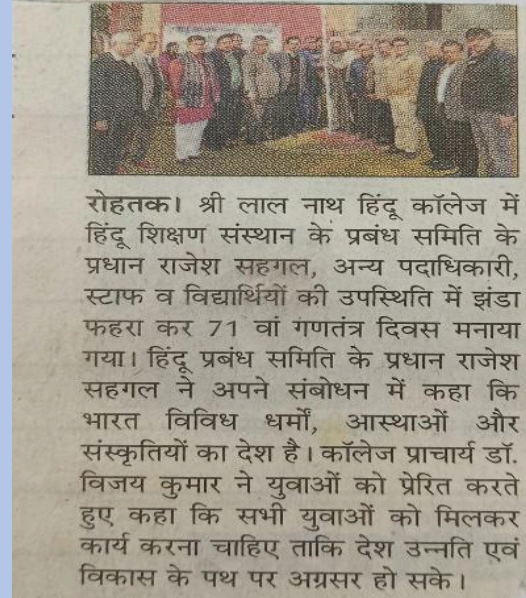 रोहतक। श्री लाल नाथ हिंदू कॉलेज में
हिंदू शिक्षण संस्थान के प्रबंध समिति के
प्रधान राजेश सहगल, अन्य पदाधिकारी,
स्टाफ व विद्यार्थियों की उपस्थिति में झंडा
फहरा कर 71 वां गणतंत्र दिवस मनाया
गया। हिंदू प्रबंध समिति के प्रधान राजेश
सहगल ने अपने संबोधन में कहा कि
भारत विविध धर्मों, आस्थाओं और
संस्कृतियों का देश है। कॉलेज प्राचार्य डॉ.
विजय कुमार ने युवाओं को प्रेरित करते
हुए कहा कि सभी युवाओं को मिलकर
कार्य करना चाहिए ताकि देश उन्नति एवं
विकास के पथ पर अग्रसर हो सके।